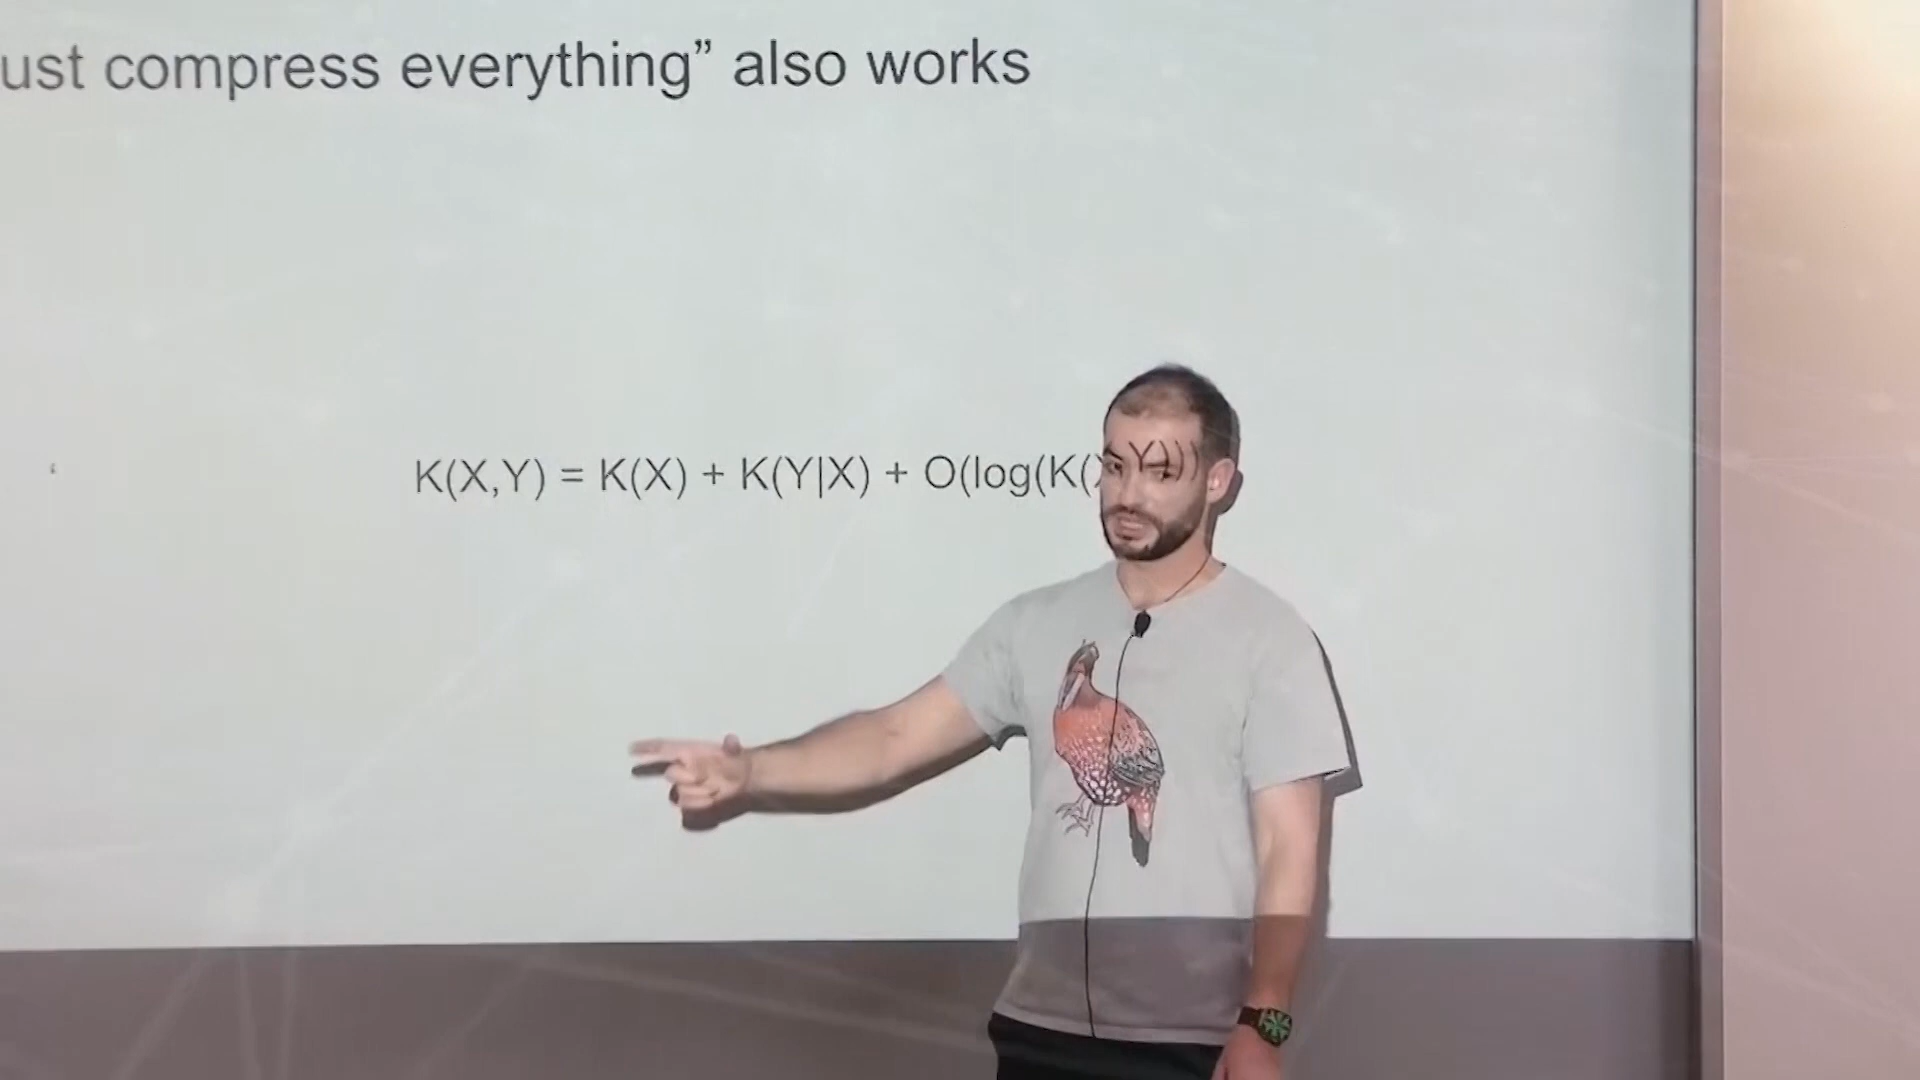 ust compress everything” also works
K(X,Y) = K(X) + K(Y|X) + O(log(K(X,Y)))